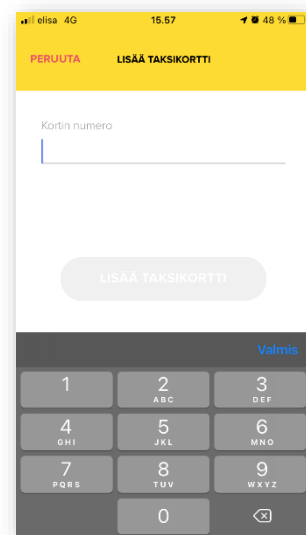 elisa 4G 15.57 48 %
PERUUTA LISÄÄ TAKSIKORTTI
Kortin numero
LISÄÄ TAKSIKORTTI
Valmis
1 2 3
ABC DEF
4 5 6
GHI JKL MNO
7 8 9
PQRS TUV WXYZ
0